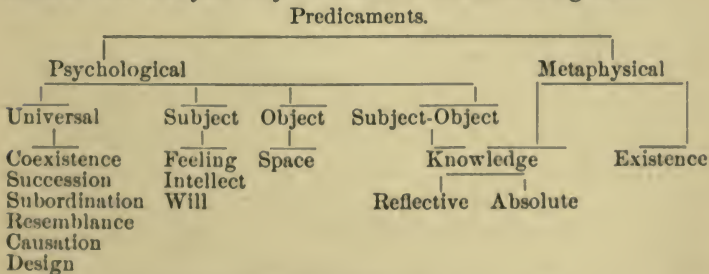 Predicaments.
Psychological Metaphysical
Universal Subject Object Subject-Object
Coexistence Feeling Space Knowledge Existence
Succession Intellect
Subordination Will Reflective Absolute
Resemblance
Causation
Design